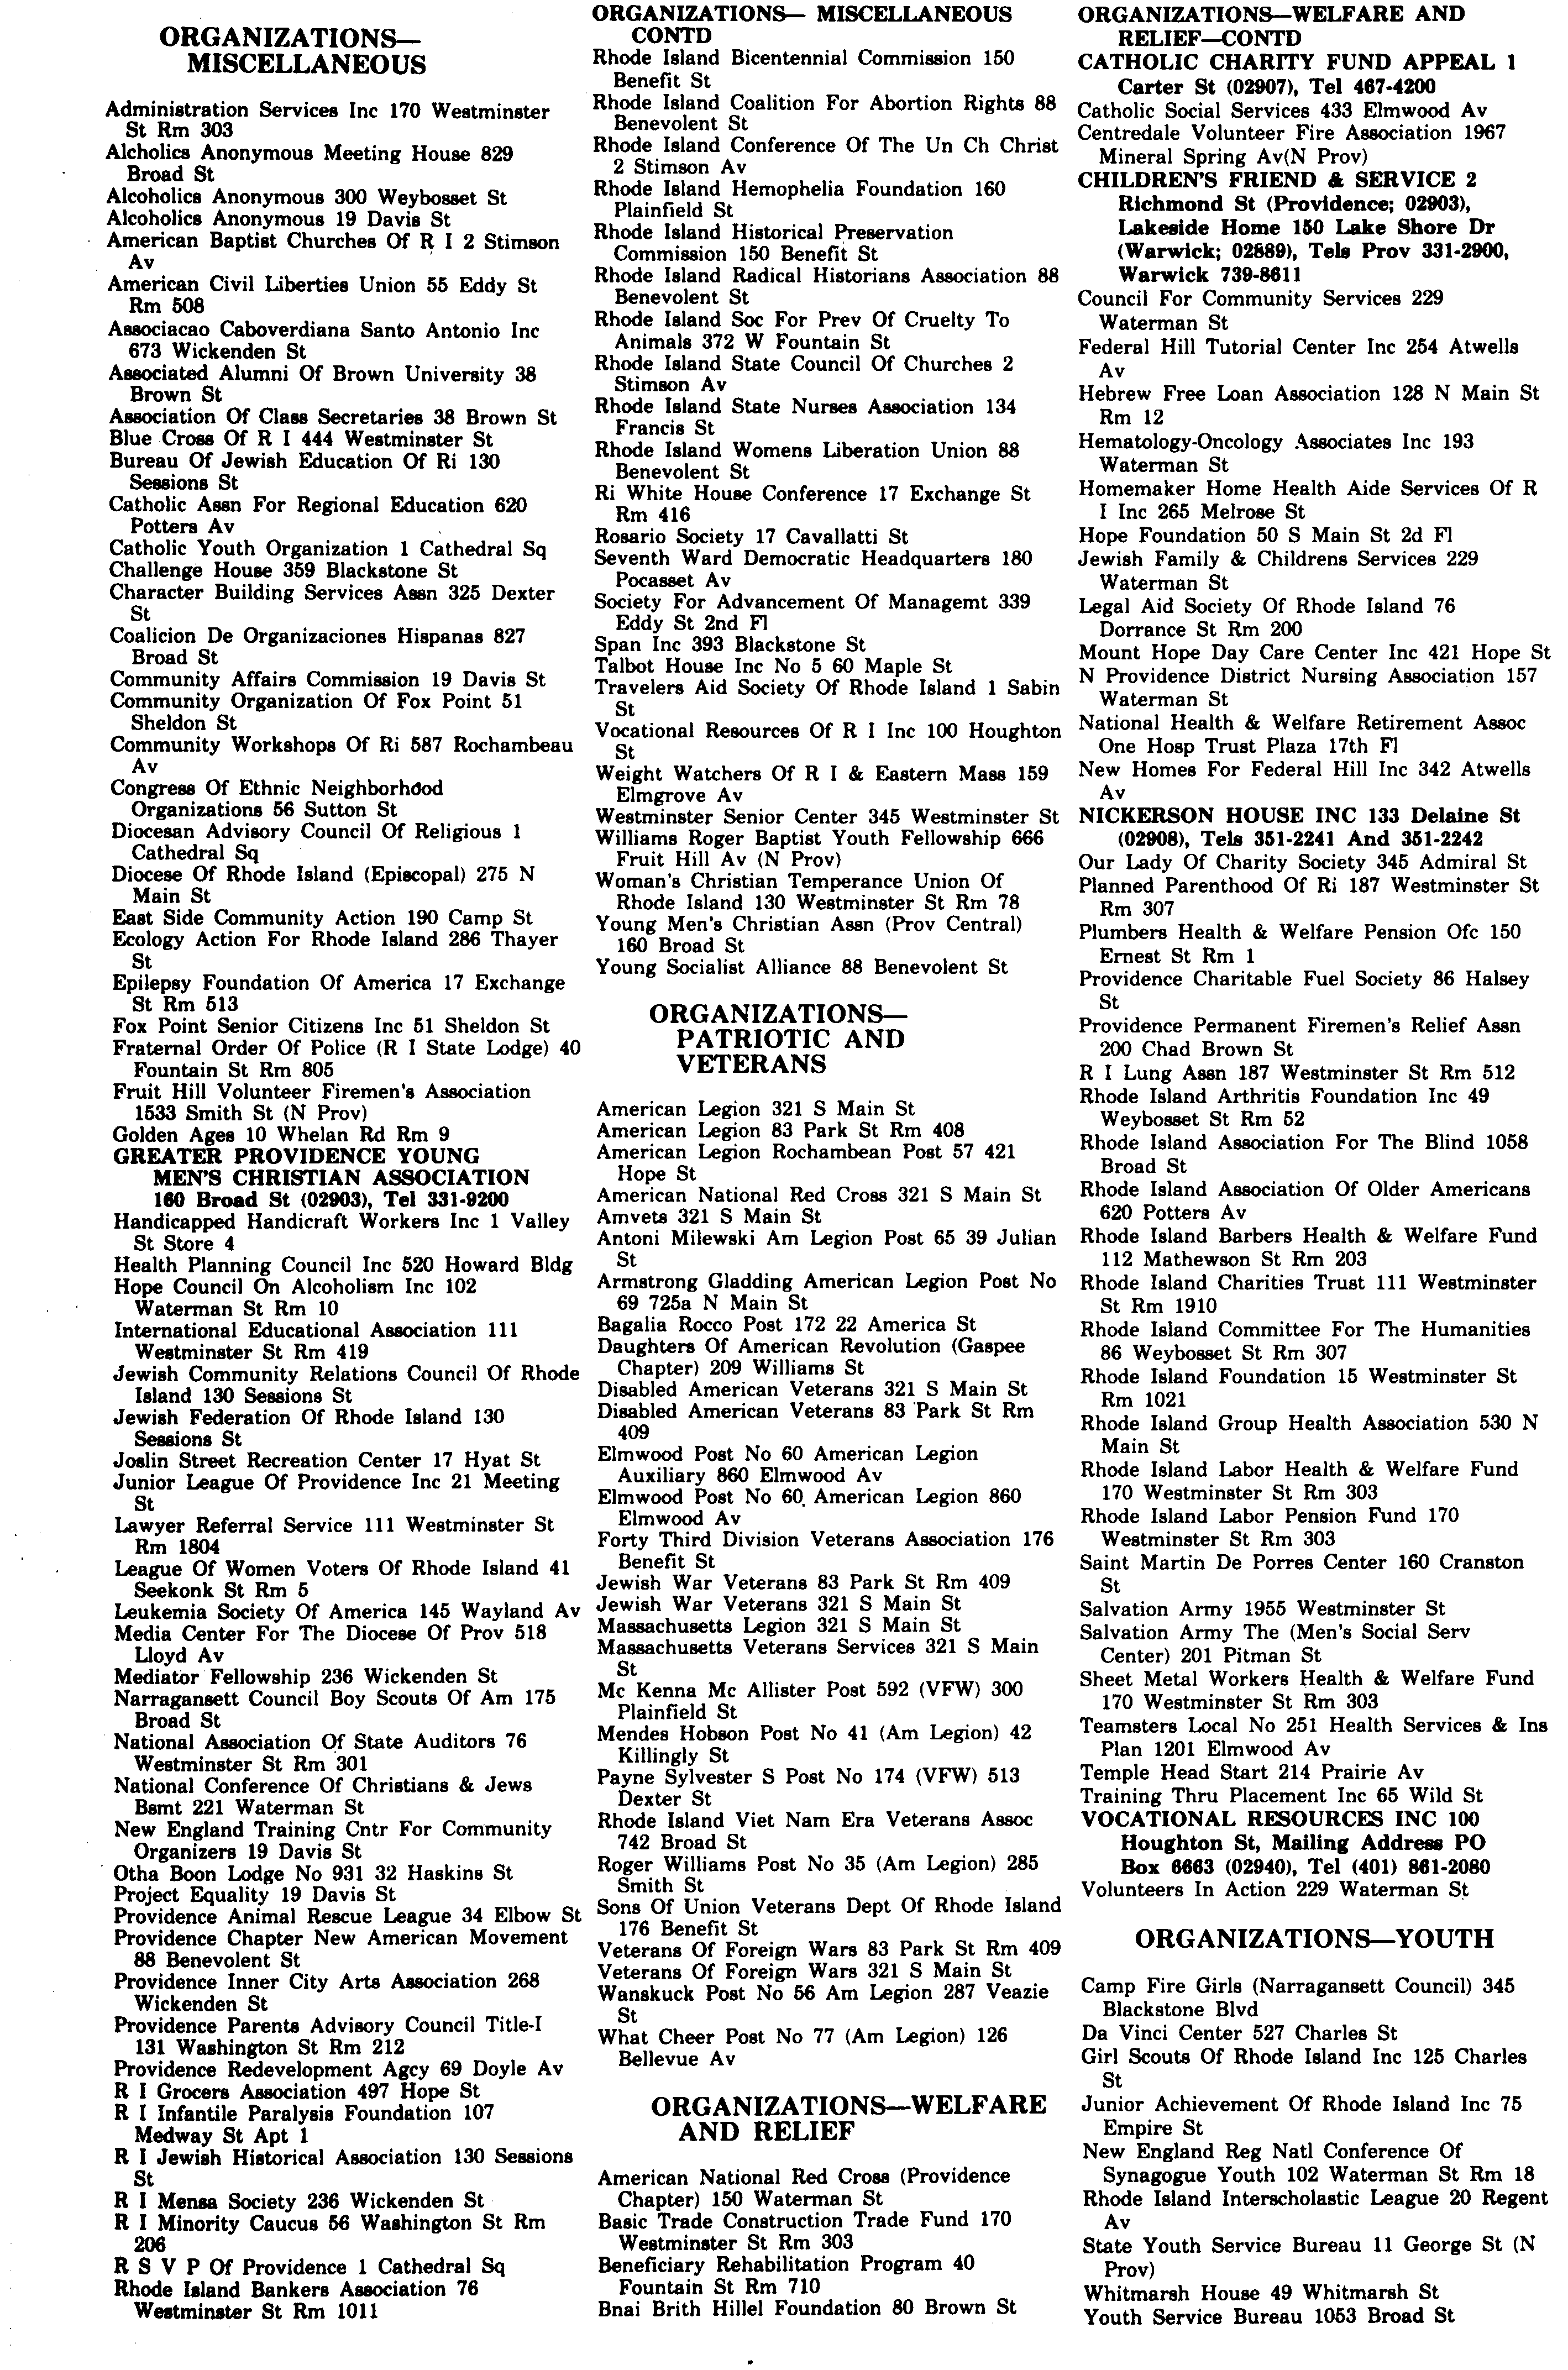 ORGANIZATIONS—
MISCELLANEOUS
Administration Services Inc 170 Westminster
St Rm 303
Alcholics Anonymous Meeting House 829
Broad St
Alcoholics Anonymous 300 Weybosset St
Alcoholics Anonymous 19 Davis St
American Baptist Churches Of R I 2 Stimson
Av
American Civil Liberties Union 55 Eddy St
Rm 508
Associacao Caboverdiana Santo Antonio Inc
673 Wickenden St
Associated Alumni Of Brown University 38
Brown St
Association Of Class Secretaries 38 Brown St
Blue Cross Of R I 444 Westminster St
Bureau Of Jewish Education Of Ri 130
Sessions St
Catholic Assn For Regional Education 620
Potters Av
Catholic Youth Organization 1 Cathedral Sq
Challenge House 359 Blackstone St
Character Building Services Assn 325 Dexter
St
Coalicion De Organizaciones Hispanas 827
Broad St
Community Affairs Commission 19 Davis St
Community Organization Of Fox Point 51
Sheldon St
Community Workshops Of Ri 587 Rochambeau
Av
Congress Of Ethnic Neighborhood
Organizations 56 Sutton St
Diocesan Advisory Council Of Religious 1
Cathedral Sq
Diocese Of Rhode Island (Episcopal) 275 N
Main St
East Side Community Action 190 Camp St
Ecology Action For Rhode Island 286 Thayer
St
Epilepsy Foundation Of America 17 Exchange
St Rm 513
Fox Point Senior Citizens Inc 51 Sheldon St
Fraternal Order Of Police (R I State Lodge) 40
Fountain St Rm 805
Fruit Hill Volunteer Firemen's Association
1533 Smith St (N Prov)
Golden Ages 10 Whelan Rd Rm 9
GREATER PROVIDENCE YOUNG
MEN'S CHRISTIAN ASSOCIATION
160 Broad St (02903), Tel 331-9200
Handicapped Handicraft Workers Inc 1 Valley
St Store 4
Health Planning Council Inc 520 Howard Bldg
Hope Council On Alcoholism Inc 102
Waterman St Rm 10
International Educational Association 111
Westminster St Rm 419
Jewish Community Relations Council Of Rhode
Island 130 Sessions St
Jewish Federation Of Rhode Island 130
Sessions St
Joslin Street Recreation Center 17 Hyat St
Junior League Of Providence Inc 21 Meeting
St
Lawyer Referral Service 111 Westminster St
Rm 1804
League Of Women Voters Of Rhode Island 41
Seekonk St Rm 5
Leukemia Society Of America 145 Wayland Av
Media Center For The Diocese Of Prov 518
Lloyd Av
Mediator Fellowship 236 Wickenden St
Narragansett Council Boy Scouts Of Am 175
Broad St
National Association Of State Auditors 76
Westminster St Rm 301
National Conference Of Christians & Jews
Bsmt 221 Waterman St
New England Training Cntr For Community
Organizers 19 Davis St
Otha Boon Lodge No 931 32 Haskins St
Project Equality 19 Davis St
Providence Animal Rescue League 34 Elbow St
Providence Chapter New American Movement
88 Benevolent St
Providence Inner City Arts Association 268
Wickenden St
Providence Parents Advisory Council Title-I
131 Washington St Rm 212
Providence Redevelopment Agcy 69 Doyle Av
R I Grocers Association 497 Hope St
R I Infantile Paralysis Foundation 107
Medway St Apt 1
R I Jewish Historical Association 130 Sessions
St
R I Mensa Society 236 Wickenden St
R I Minority Caucus 56 Washington St Rm
206
R S V P Of Providence 1 Cathedral Sq
Rhode Island Bankers Association 76
Westminster St Rm 1011
ORGANIZATIONS— MISCELLANEOUS
CONTD
Rhode Island Bicentennial Commission 150
Benefit St
Rhode Island Coalition For Abortion Rights 88
Benevolent St
Rhode Island Conference Of The Un Ch Christ
2 Stimson Av
Rhode Island Hemophelia Foundation 160
Plainfield St
Rhode Island Historical Preservation
Commission 150 Benefit St
Rhode Island Radical Historians Association 88
Benevolent St
Rhode Island Soc For Prev Of Cruelty To
Animals 372 W Fountain St
Rhode Island State Council Of Churches 2
Stimson Av
Rhode Island State Nurses Association 134
Francis St
Rhode Island Womens Liberation Union 88
Benevolent St
Ri White House Conference 17 Exchange St
Rm 416
Rosario Society 17 Cavallatti St
Seventh Ward Democratic Headquarters 180
Pocasset Av
Society For Advancement Of Managemt 339
Eddy St 2nd Fl
Span Inc 393 Blackstone St
Talbot House Inc No 5 60 Maple St
Travelers Aid Society Of Rhode Island 1 Sabin
St
Vocational Resources Of R I Inc 100 Houghton
St
Weight Watchers Of R I & Eastern Mass 159
Elmgrove Av
Westminster Senior Center 345 Westminster St
Williams Roger Baptist Youth Fellowship 666
Fruit Hill Av (N Prov)
Woman's Christian Temperance Union Of
Rhode Island 130 Westminster St Rm 78
Young Men's Christian Assn (Prov Central)
160 Broad St
Young Socialist Alliance 88 Benevolent St
ORGANIZATIONS—
PATRIOTIC AND
VETERANS
American Legion 321 S Main St
American Legion 83 Park St Rm 408
American Legion Rochambean Post 57 421
Hope St
American National Red Cross 321 S Main St
Amvets 321 S Main St
Antoni Milewski Am Legion Post 65 39 Julian
St
Armstrong Gladding American Legion Post No
69 725a N Main St
Bagalia Rocco Post 172 22 America St
Daughters Of American Revolution (Gaspee
Chapter) 209 Williams St
Disabled American Veterans 321 S Main St
Disabled American Veterans 83 Park St Rm
409
Elmwood Post No 60 American Legion
Auxiliary 860 Elmwood Av
Elmwood Post No 60 American Legion 860
Elmwood Av
Forty Third Division Veterans Association 176
Benefit St
Jewish War Veterans 83 Park St Rm 409
Jewish War Veterans 321 S Main St
Massachusetts Legion 321 S Main St
Massachusetts Veterans Services 321 S Main
St
Mc Kenna Mc Allister Post 592 (VFW) 300
Plainfield St
Mendes Hobson Post No 41 (Am Legion) 42
Killingly St
Payne Sylvester S Post No 174 (VFW) 513
Dexter St
Rhode Island Viet Nam Era Veterans Assoc
742 Broad St
Roger Williams Post No 35 (Am Legion) 285
Smith St
Sons Of Union Veterans Dept Of Rhode Island
176 Benefit St
Veterans Of Foreign Wars 83 Park St Rm 409
Veterans Of Foreign Wars 321 S Main St
Wanskuck Post No 56 Am Legion 287 Veazie
St
What Cheer Post No 77 (Am Legion) 126
Bellevue Av
ORGANIZATIONS—WELFARE
AND RELIEF
American National Red Cross (Providence
Chapter) 150 Waterman St
Basic Trade Construction Trade Fund 170
Westminster St Rm 303
Beneficiary Rehabilitation Program 40
Fountain St Rm 710
Bnai Brith Hillel Foundation 80 Brown St
ORGANIZATIONS—WELFARE AND
RELIEF—CONTD
CATHOLIC CHARITY FUND APPEAL 1
Carter St (02907), Tel 467-4200
Catholic Social Services 433 Elmwood Av
Centredale Volunteer Fire Association 1967
Mineral Spring Av(N Prov)
CHILDREN'S FRIEND & SERVICE 2
Richmond St (Providence; 02903),
Lakeside Home 150 Lake Shore Dr
(Warwick; 02889), Tels Prov 331-2900,
Warwick 739-8611
Council For Community Services 229
Waterman St
Federal Hill Tutorial Center Inc 254 Atwells
Av
Hebrew Free Loan Association 128 N Main St
Rm 12
Hematology-Oncology Associates Inc 193
Waterman St
Homemaker Home Health Aide Services Of R
I Inc 265 Melrose St
Hope Foundation 50 S Main St 2d Fl
Jewish Family & Childrens Services 229
Waterman St
Legal Aid Society Of Rhode Island 76
Dorrance St Rm 200
Mount Hope Day Care Center Inc 421 Hope St
N Providence District Nursing Association 157
Waterman St
National Health & Welfare Retirement Assoc
One Hosp Trust Plaza 17th Fl
New Homes For Federal Hill Inc 342 Atwells
Av
NICKERSON HOUSE INC 133 Delaine St
(02908), Tels 351-2241 And 351-2242
Our Lady Of Charity Society 345 Admiral St
Planned Parenthood Of Ri 187 Westminster St
Rm 307
Plumbers Health & Welfare Pension Ofc 150
Ernest St Rm 1
Providence Charitable Fuel Society 86 Halsey
St
Providence Permanent Firemen's Relief Assn
200 Chad Brown St
R I Lung Assn 187 Westminster St Rm 512
Rhode Island Arthritis Foundation Inc 49
Weybosset St Rm 52
Rhode Island Association For The Blind 1058
Broad St
Rhode Island Association Of Older Americans
620 Potters Av
Rhode Island Barbers Health & Welfare Fund
112 Mathewson St Rm 203
Rhode Island Charities Trust 111 Westminster
St Rm 1910
Rhode Island Committee For The Humanities
86 Weybosset St Rm 307
Rhode Island Foundation 15 Westminster St
Rm 1021
Rhode Island Group Health Association 530 N
Main St
Rhode Island Labor Health & Welfare Fund
170 Westminster St Rm 303
Rhode Island Labor Pension Fund 170
Westminster St Rm 303
Saint Martin De Porres Center 160 Cranston
St
Salvation Army 1955 Westminster St
Salvation Army The (Men's Social Serv
Center) 201 Pitman St
Sheet Metal Workers Health & Welfare Fund
170 Westminster St Rm 303
Teamsters Local No 251 Health Services & Ins
Plan 1201 Elmwood Av
Temple Head Start 214 Prairie Av
Training Thru Placement Inc 65 Wild St
VOCATIONAL RESOURCES INC 100
Houghton St, Mailing Address PO
Box 6663 (02940), Tel (401) 861-2080
Volunteers In Action 229 Waterman St
ORGANIZATIONS—YOUTH
Camp Fire Girls (Narragansett Council) 345
Blackstone Blvd
Da Vinci Center 527 Charles St
Girl Scouts Of Rhode Island Inc 125 Charles
St
Junior Achievement Of Rhode Island Inc 75
Empire St
New England Reg Natl Conference Of
Synagogue Youth 102 Waterman St Rm 18
Rhode Island Interscholastic League 20 Regent
Av
State Youth Service Bureau 11 George St (N
Prov)
Whitmarsh House 49 Whitmarsh St
Youth Service Bureau 1053 Broad St